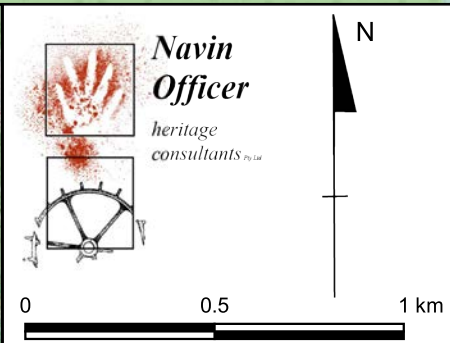 Navin
Officer
heritage
consultants Pty Ltd
N
0 0.5 1 km